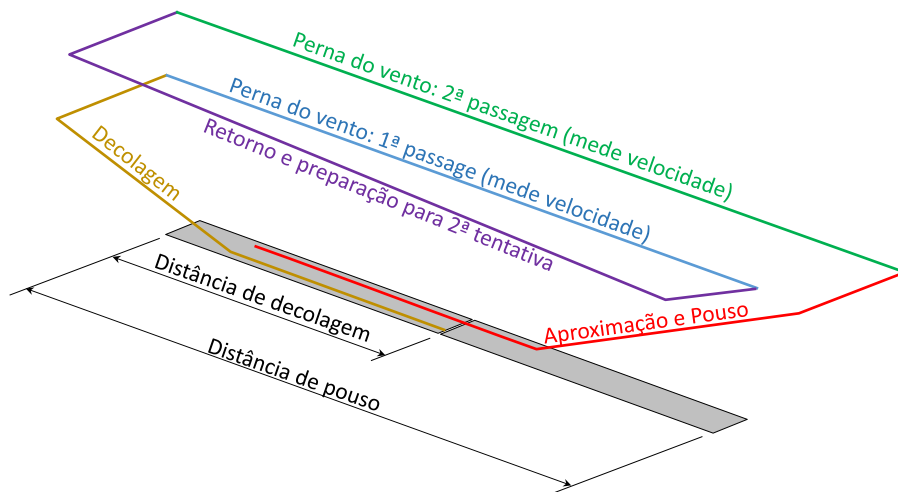 Perna do vento: 2ª passagem (mede velocidade)
Perna do vento: 1ª passage (mede velocidade)
Retorno e preparação para 2ª tentativa
Decolagem
Distância de decolagem
Aproximação e Pouso
Distância de pouso